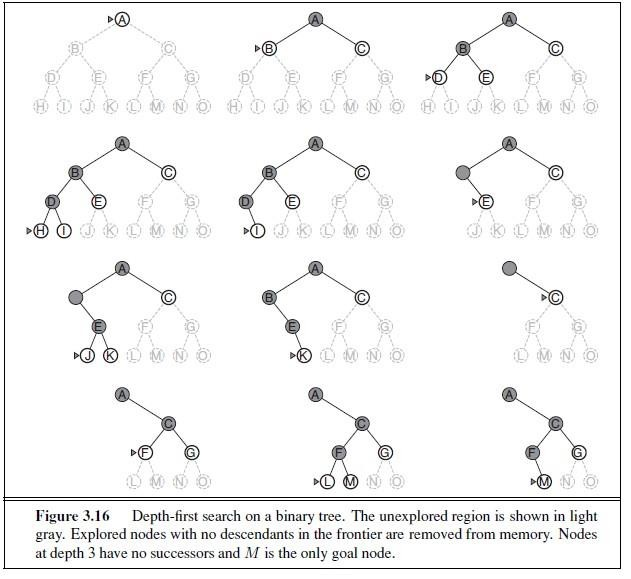 A
B C
D E F G
H I J K L M N O
A
B C
D E F G
H I J K L M N O
A
B C
D E F G
H I J K L M N O
A
B C
D E F G
H I J K L M N O
A
B C
D E F G
I J K L M N O
A
C
E F G
J K L M N O
A
C
E F G
J K L M N O
A
B C
E F G
K L M N O
C
F G
L M N O
A
C
F G
L M N O
A
C
F G
L M N O
A
C
F G
M N O
Figure 3.16 Depth-first search on a binary tree. The unexplored region is shown in light
gray. Explored nodes with no descendants in the frontier are removed from memory. Nodes
at depth 3 have no successors and M is the only goal node.